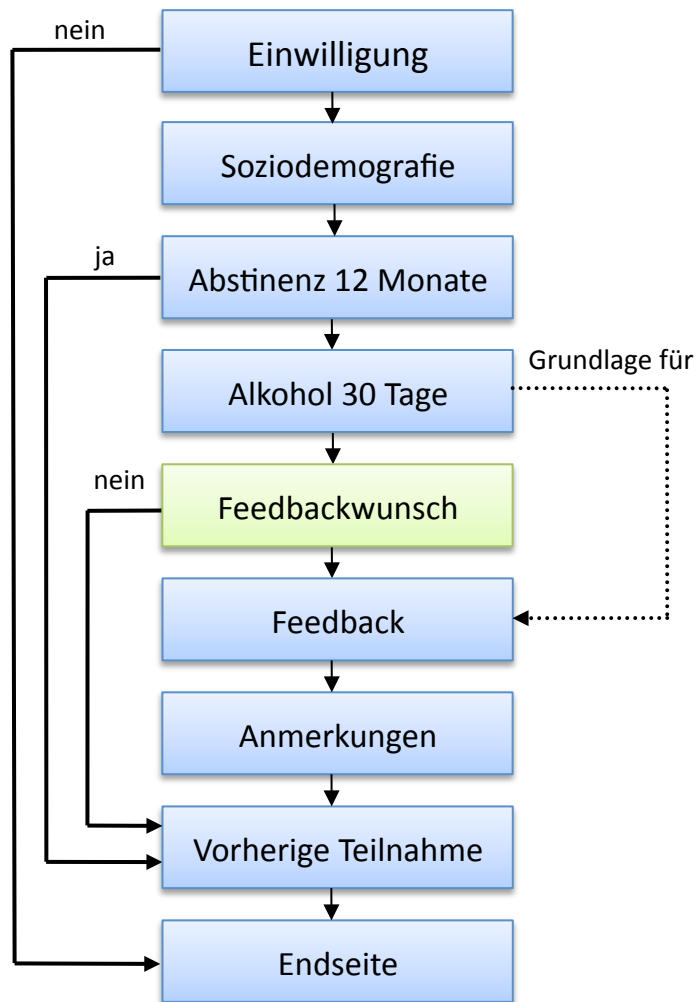 nein
Einwilligung
Soziodemografie
ja
Abstinenz 12 Monate
Grundlage für
Alkohol 30 Tage
nein
Feedbackwunsch
Feedback
Anmerkungen
Vorherige Teilnahme
Endseite